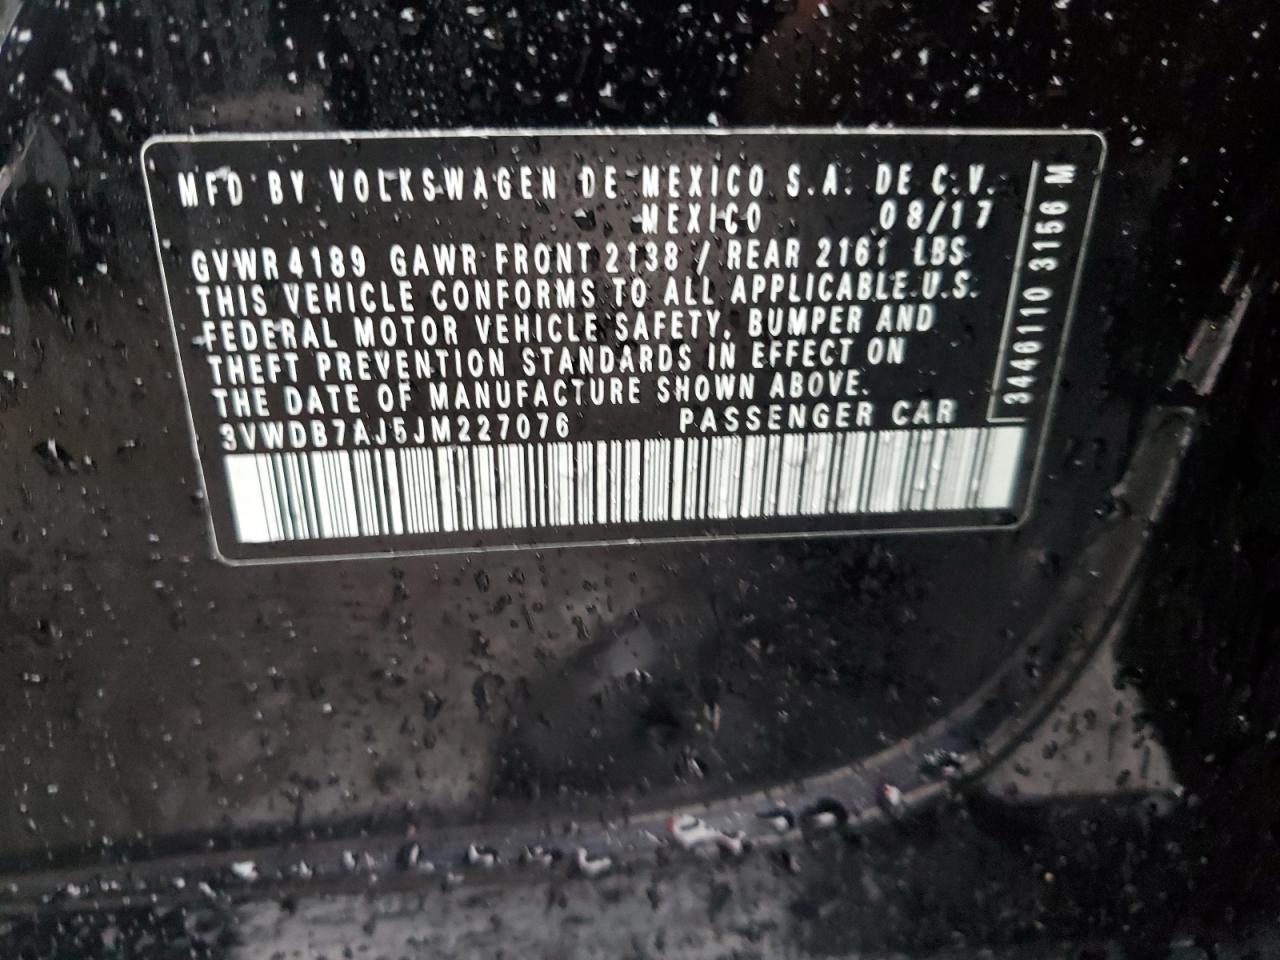 MFD BY VOLKSWAGEN DE MEXICO S.A. DE C.V.
MEXICO 08/17
GVWR 4189 GAWR FRONT 2138 / REAR 2161 LBS
THIS VEHICLE CONFORMS TO ALL APPLICABLE U.S.
FEDERAL MOTOR VEHICLE SAFETY, BUMPER AND
THEFT PREVENTION STANDARDS IN EFFECT ON
THE DATE OF MANUFACTURE SHOWN ABOVE.
3VWDB7AJ5JM227076 PASSENGER CAR
3446110 3156 M